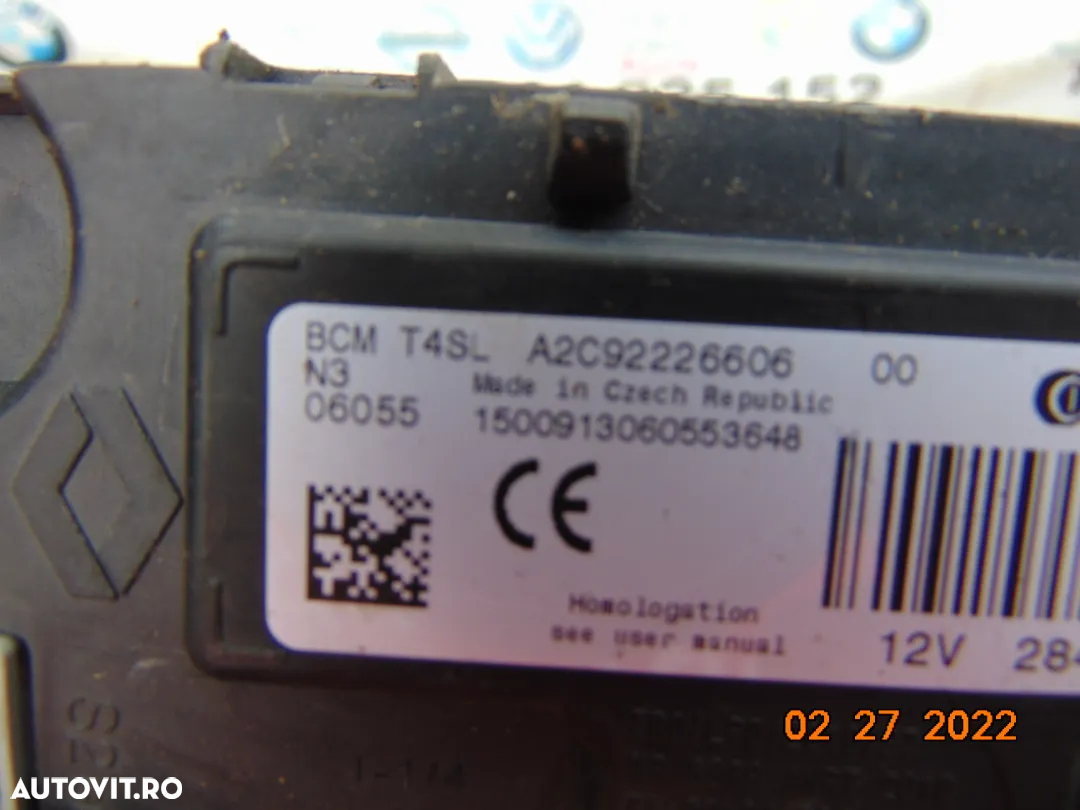 BCM T4SL A2C92226606 00
N3 Made in Czech Republic
06055 1500913060553648
CE
Homologation
see user manual
12V 284
02 27 2022
AUTOVIT.RO